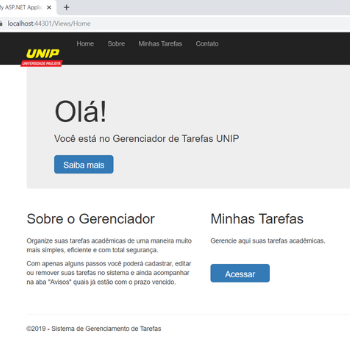 y ASP.NET Applic
localhost:44301/Views/Home
UNIP
UNIVERSIDADE PAULISTA
Home Sobre Minhas Tarefas Contato
Olá!
Você está no Gerenciador de Tarefas UNIP
Saiba mais
Sobre o Gerenciador
Organize suas tarefas acadêmicas de uma maneira muito
mais simples, eficiente e com total segurança.
Com apenas alguns passos você poderá cadastrar, editar
ou remover suas tarefas no sistema e ainda acompanhar
na aba "Avisos" quais já estão com o prazo vencido.
Minhas Tarefas
Gerencie aqui suas tarefas acadêmicas.
Acessar
©2019 - Sistema de Gerenciamento de Tarefas